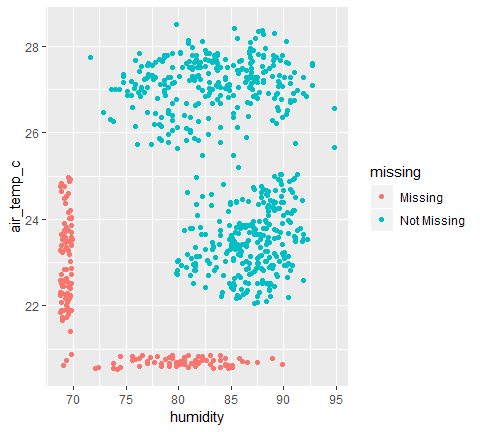 28
26
24
22
air_temp_c
70
75
80
85
90
95
humidity
missing
Missing
Not Missing